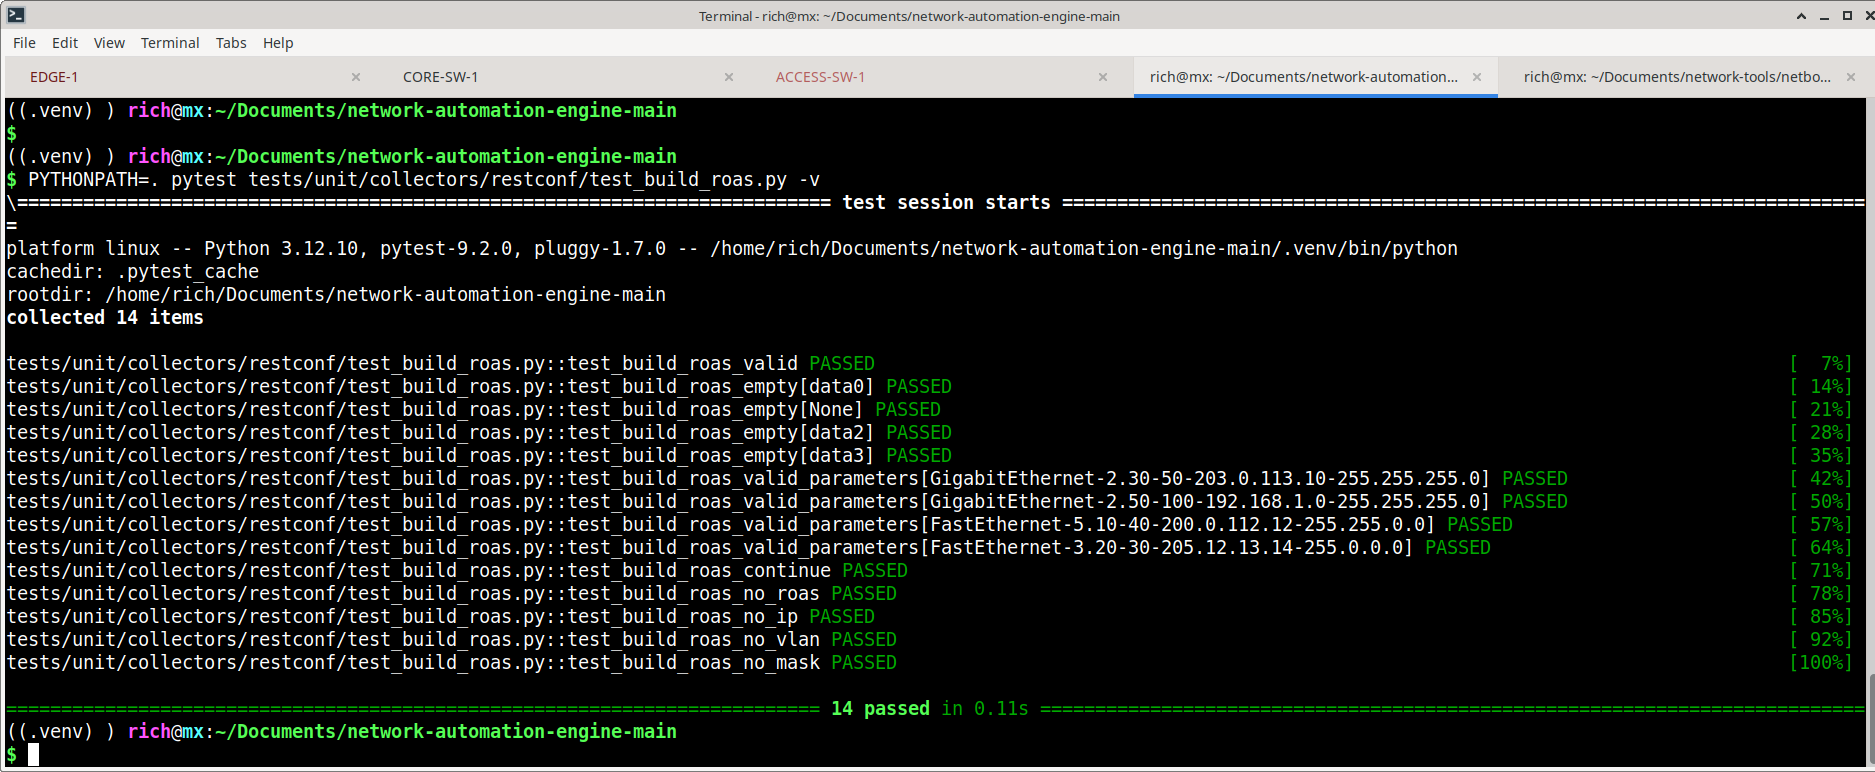 Terminal - rich@mx: ~/Documents/network-automation-engine-main
File Edit View Terminal Tabs Help
EDGE-1 CORE-SW-1 ACCESS-SW-1 rich@mx: ~/Documents/network-automation... rich@mx: ~/Documents/network-tools/netbo...
((.venv) ) rich@mx:~/Documents/network-automation-engine-main
$
((.venv) ) rich@mx:~/Documents/network-automation-engine-main
$ PYTHONPATH=. pytest tests/unit/collectors/restconf/test_build_roas.py -v
\========================================================================== test session starts =========================================================================
=
platform linux -- Python 3.12.10, pytest-9.2.0, pluggy-1.7.0 -- /home/rich/Documents/network-automation-engine-main/.venv/bin/python
cachedir: .pytest_cache
rootdir: /home/rich/Documents/network-automation-engine-main
collected 14 items
tests/unit/collectors/restconf/test_build_roas.py::test_build_roas_valid PASSED [  7%]
tests/unit/collectors/restconf/test_build_roas.py::test_build_roas_empty[data0] PASSED [ 14%]
tests/unit/collectors/restconf/test_build_roas.py::test_build_roas_empty[None] PASSED [ 21%]
tests/unit/collectors/restconf/test_build_roas.py::test_build_roas_empty[data2] PASSED [ 28%]
tests/unit/collectors/restconf/test_build_roas.py::test_build_roas_empty[data3] PASSED [ 35%]
tests/unit/collectors/restconf/test_build_roas.py::test_build_roas_valid_parameters[GigabitEthernet-2.30-50-203.0.113.10-255.255.255.0] PASSED [ 42%]
tests/unit/collectors/restconf/test_build_roas.py::test_build_roas_valid_parameters[GigabitEthernet-2.50-100-192.168.1.0-255.255.255.0] PASSED [ 50%]
tests/unit/collectors/restconf/test_build_roas.py::test_build_roas_valid_parameters[FastEthernet-5.10-40-200.0.112.12-255.255.0.0] PASSED [ 57%]
tests/unit/collectors/restconf/test_build_roas.py::test_build_roas_valid_parameters[FastEthernet-3.20-30-205.12.13.14-255.0.0.0] PASSED [ 64%]
tests/unit/collectors/restconf/test_build_roas.py::test_build_roas_continue PASSED [ 71%]
tests/unit/collectors/restconf/test_build_roas.py::test_build_roas_no_roas PASSED [ 78%]
tests/unit/collectors/restconf/test_build_roas.py::test_build_roas_no_ip PASSED [ 85%]
tests/unit/collectors/restconf/test_build_roas.py::test_build_roas_no_vlan PASSED [ 92%]
tests/unit/collectors/restconf/test_build_roas.py::test_build_roas_no_mask PASSED [100%]
========================================================================== 14 passed in 0.11s ===========================================================================
((.venv) ) rich@mx:~/Documents/network-automation-engine-main
$